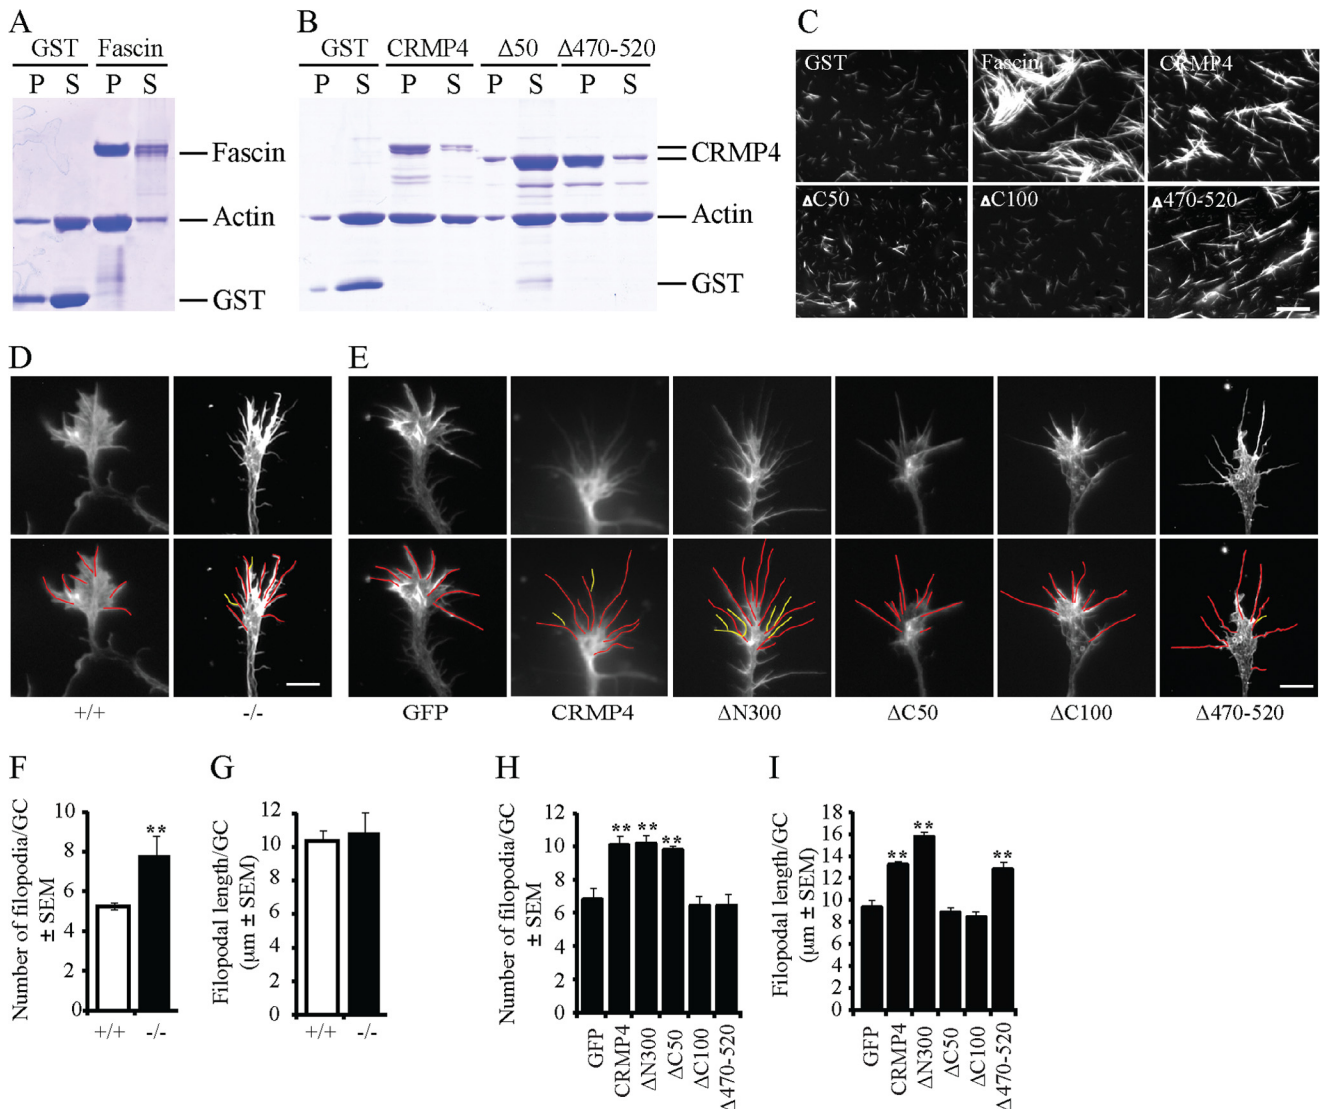 A
GST Fascin
P S P S
Fascin
Actin
GST
B
GST CRMP4 Δ50 Δ470-520
P S P S P S P S
CRMP4
Actin
GST
C
GST
Fascin
CRMP4
ΔC50
ΔC100
Δ470-520
D
+/+ -/-
E
GFP CRMP4 ΔN300 ΔC50 ΔC100 Δ470-520
F
Number of filopodia/GC
± SEM
10
8
6
4
2
0
**
+/+ -/-
G
Filopodal length/GC
(µm ± SEM)
12
10
8
6
4
2
0
+/+ -/-
H
Number of filopodia/GC
± SEM
12
10
8
6
4
2
0
** ** **
GFP
CRMP4
ΔN300
ΔC50
ΔC100
Δ470-520
I
Filopodal length/GC
(µm ± SEM)
18
16
14
12
10
8
6
4
2
0
** ** **
GFP
CRMP4
ΔN300
ΔC50
ΔC100
Δ470-520